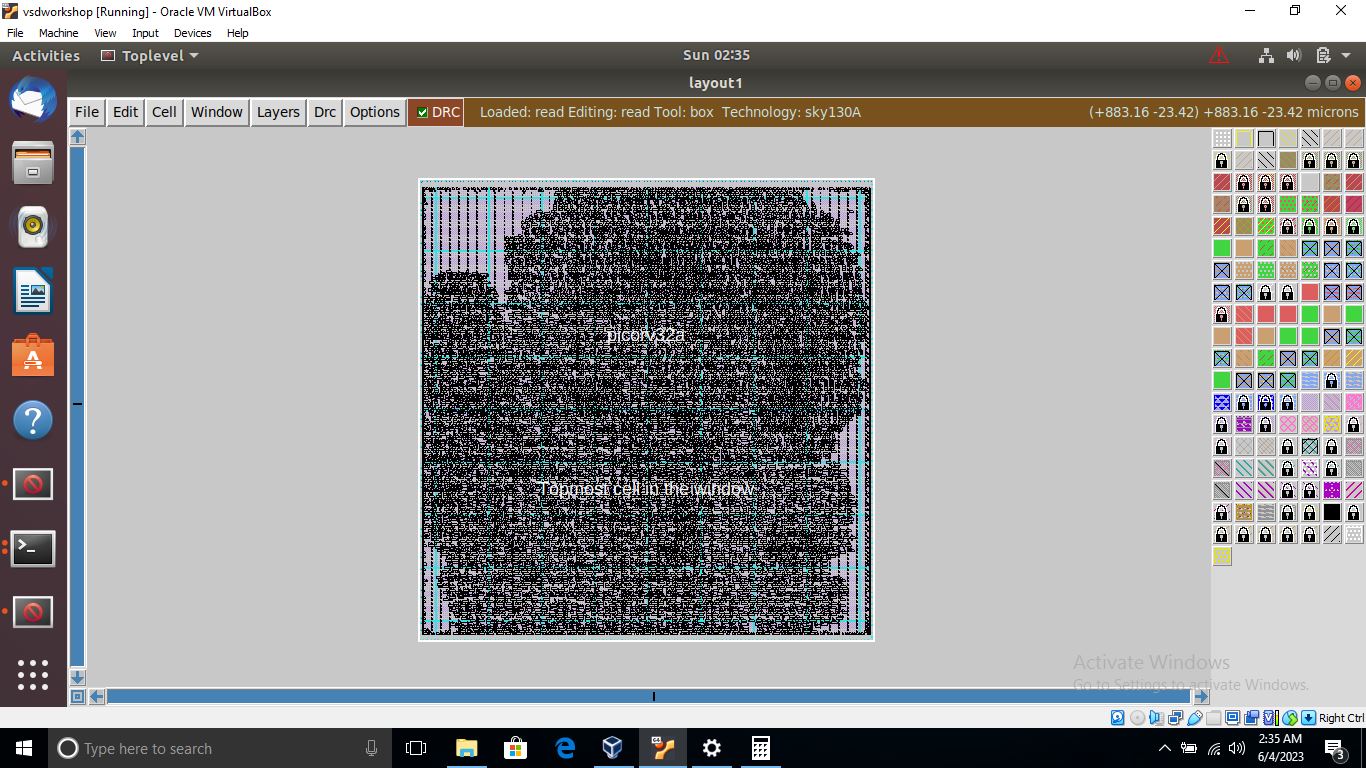 vsdworkshop [Running] - Oracle VM VirtualBox
File Machine View Input Devices Help
Activities Toplevel Sun 02:35
layout1
File Edit Cell Window Layers Drc Options DRC Loaded: read Editing: read Tool: box Technology: sky130A (+883.16 -23.42) +883.16 -23.42 microns
picorv32a
Topmost cell in the window
Activate Windows
Go to Settings to activate Windows.
Right Ctrl
Type here to search
2:35 AM
6/4/2023
3